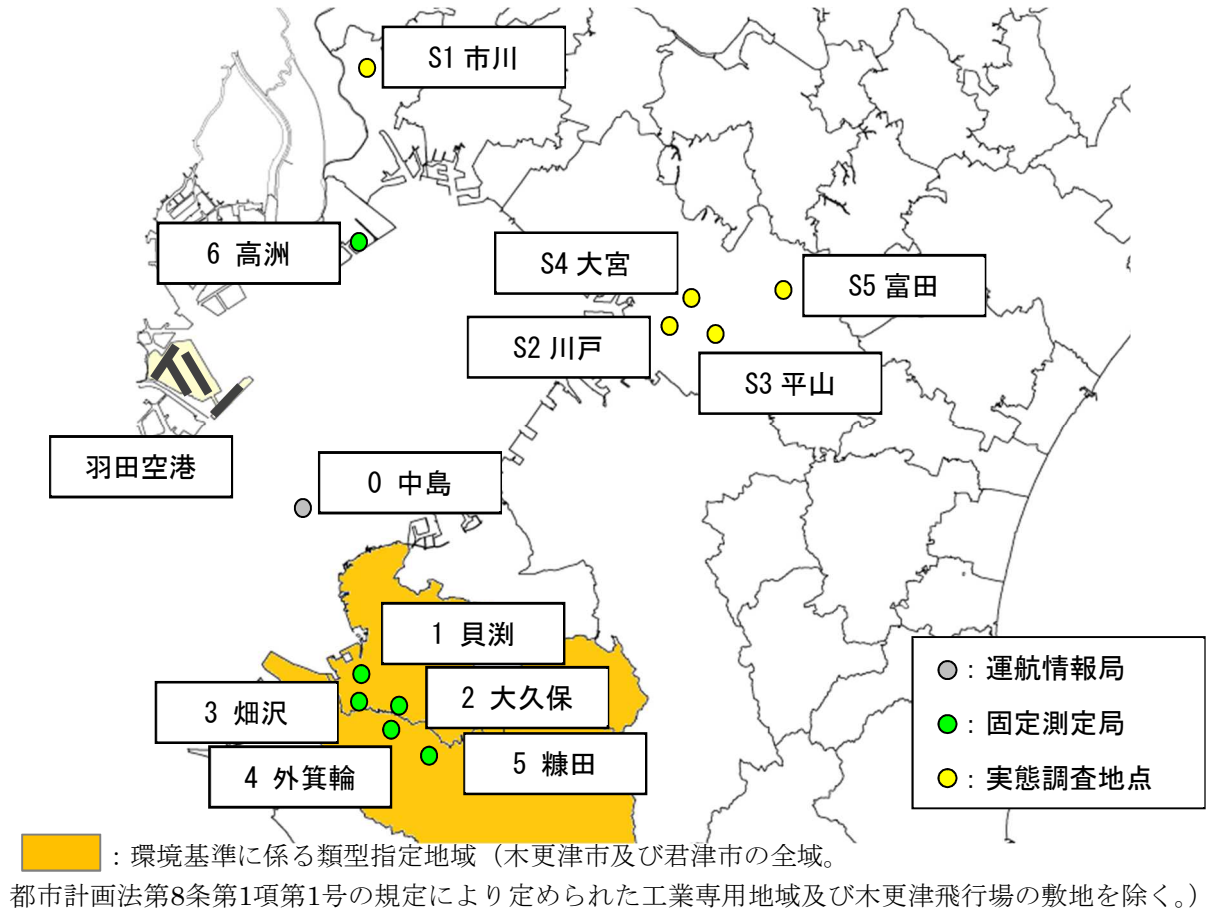 S1 市川
6 高洲
S4 大宮
S5 富田
S2 川戸
S3 平山
羽田空港
0 中島
1 貝渕
2 大久保
3 畑沢
4 外箕輪
5 糠田
：運航情報局
：固定測定局
：実態調査地点
：環境基準に係る類型指定地域（木更津市及び君津市の全域。
都市計画法第8条第1項第1号の規定により定められた工業専用地域及び木更津飛行場の敷地を除く。）